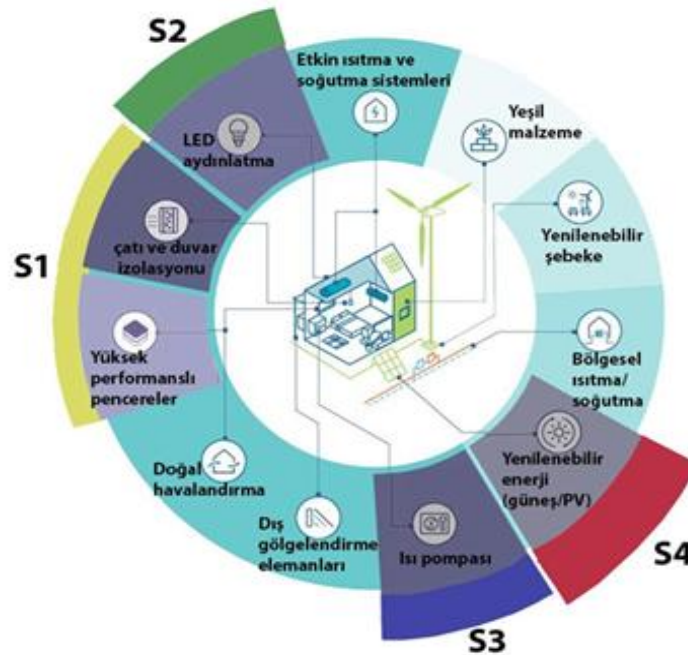 S2
Etkin ısıtma ve
soğutma sistemleri
Yeşil
malzeme
LED
aydınlatma
Yenilenebilir
şebeke
S1
çatı ve duvar
izolasyonu
Bölgesel
ısıtma/
soğutma
Yüksek
performanslı
pencereler
Yenilenebilir
enerji
(güneş/PV)
Doğal
havalandırma
Dış
gölgelendirme
elemanları
Isı pompası
S4
S3